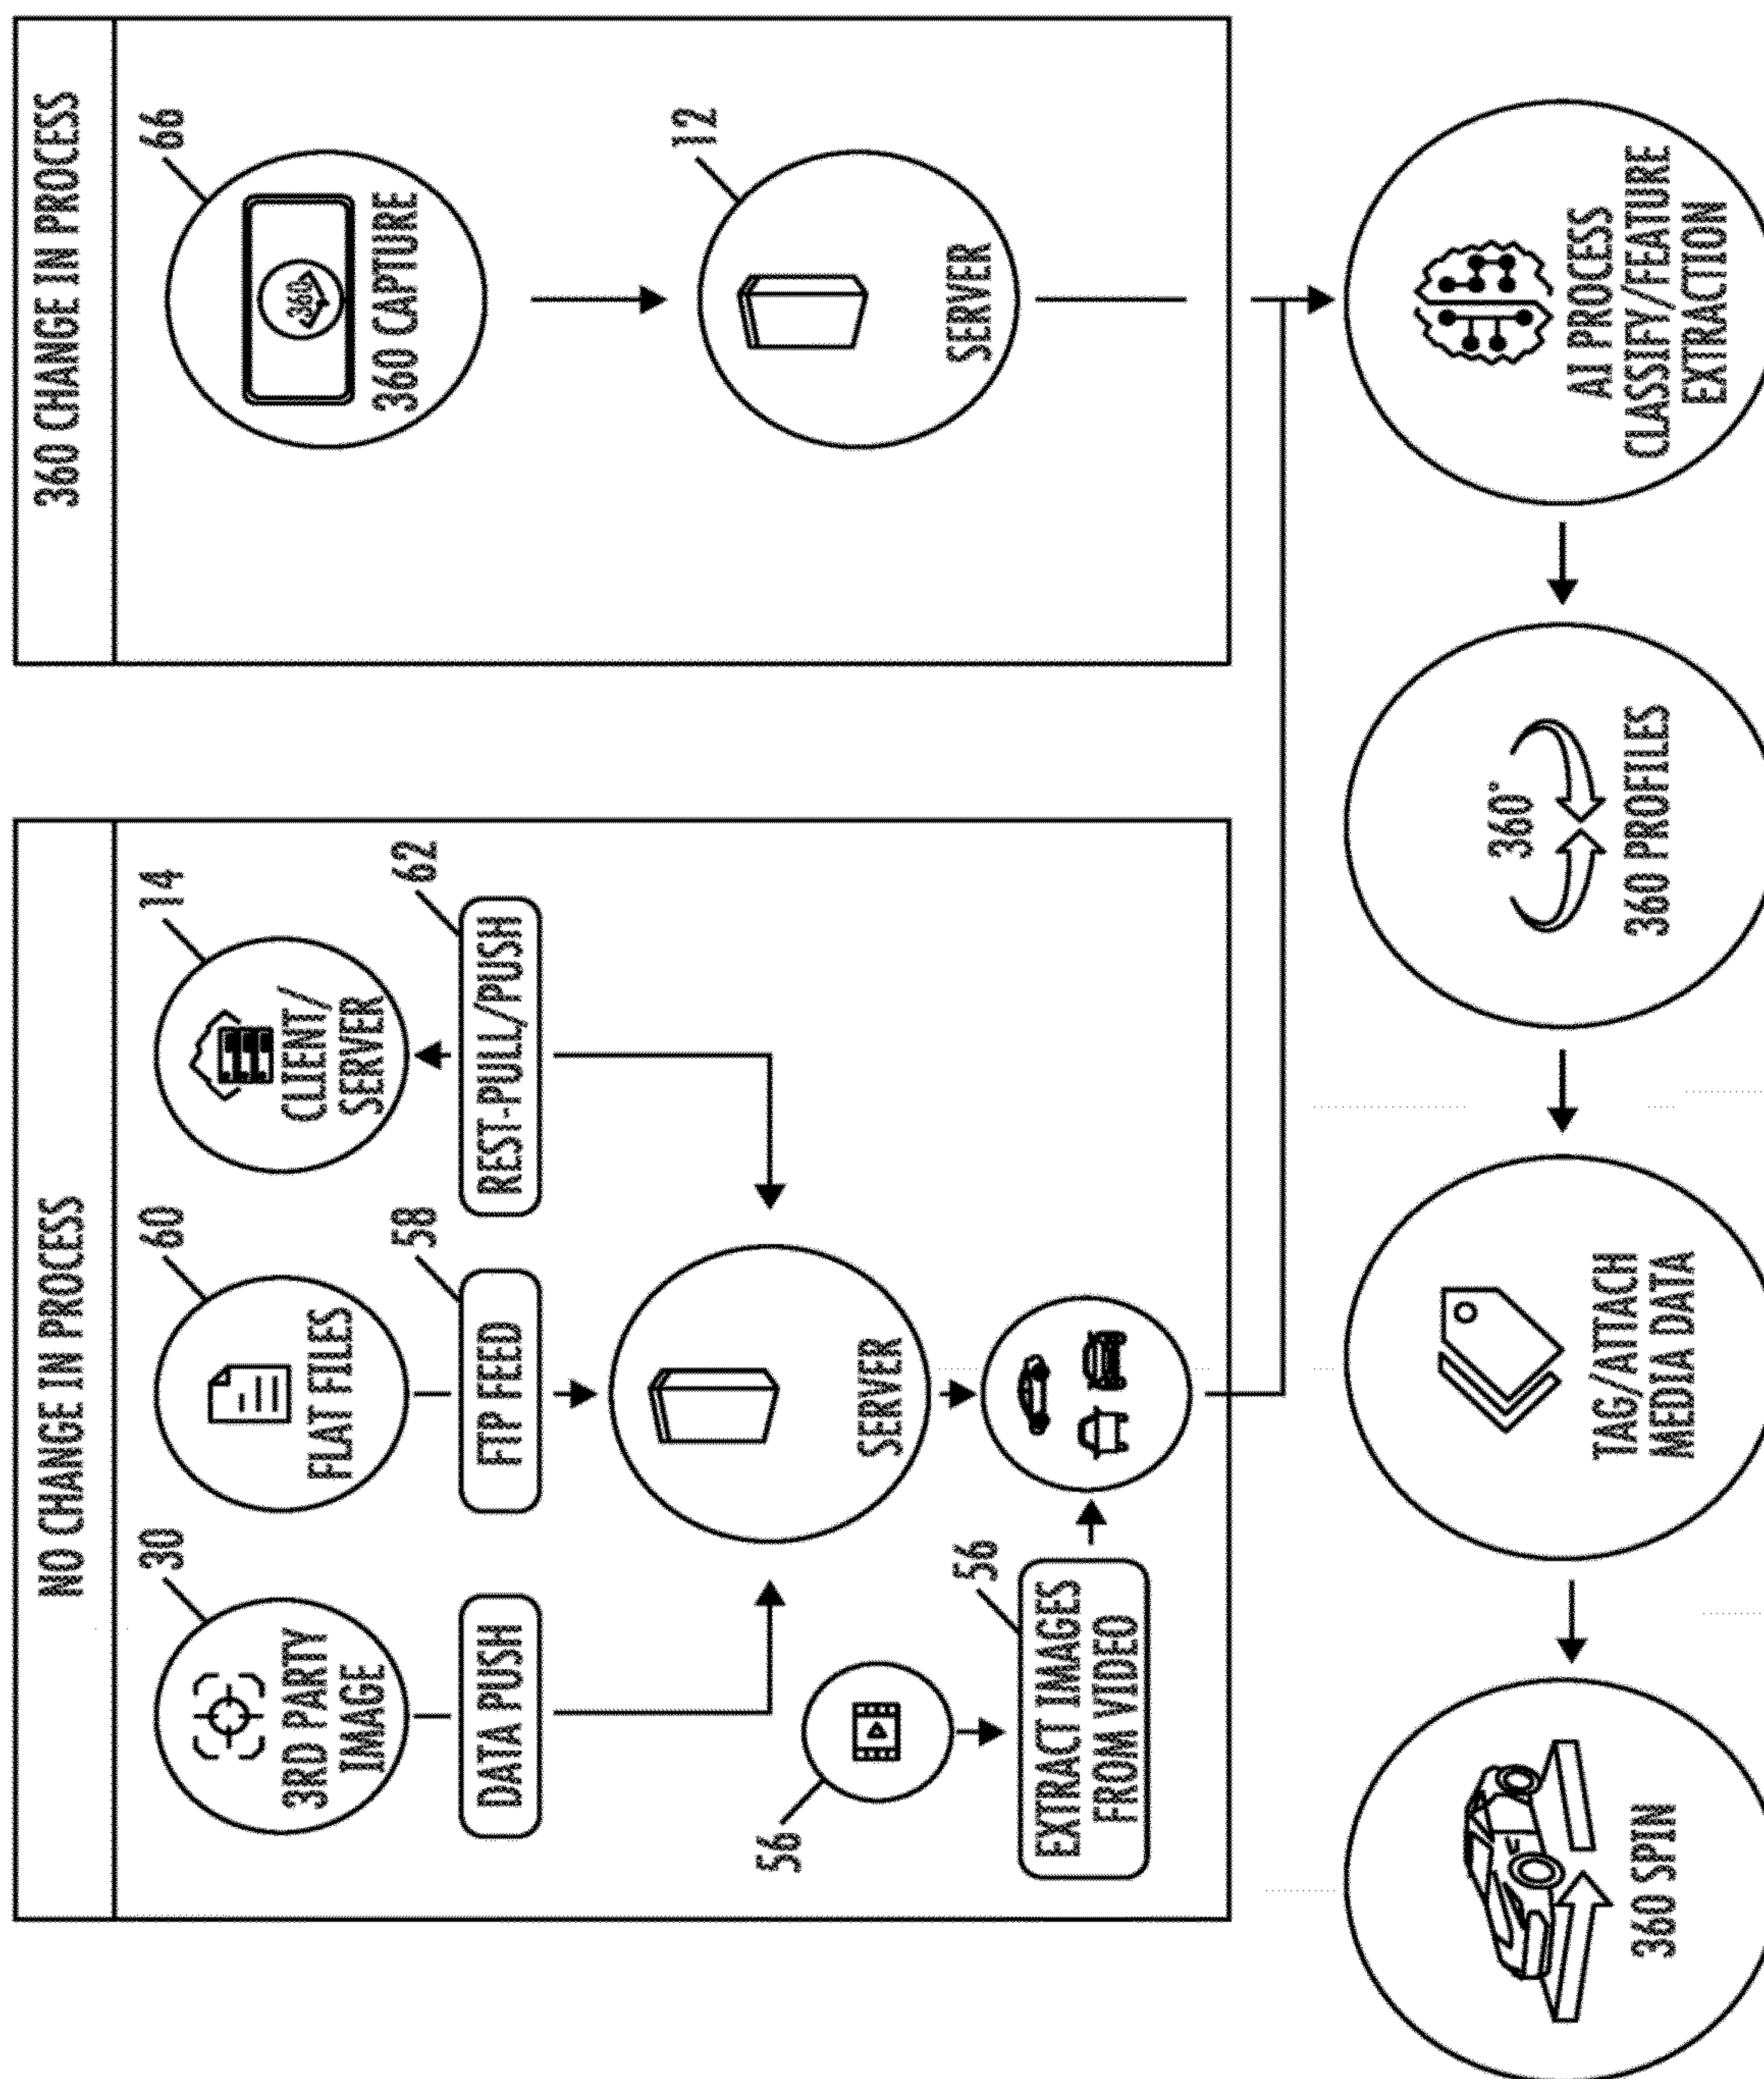 NO CHANGE IN PROCESS
30
3RD PARTY
IMAGE
60
FLAT FILES
14
CLIENT/
SERVER
DATA PUSH
58
FTP FEED
62
REST-PULL/PUSH
SERVER
56
56
EXTRACT IMAGES
FROM VIDEO
360 CHANGE IN PROCESS
66
360
360 CAPTURE
12
SERVER
AI PROCESS
CLASSIFY/FEATURE
EXTRACTION
360°
360 PROFILES
TAG/ATTACH
MEDIA DATA
360 SPIN